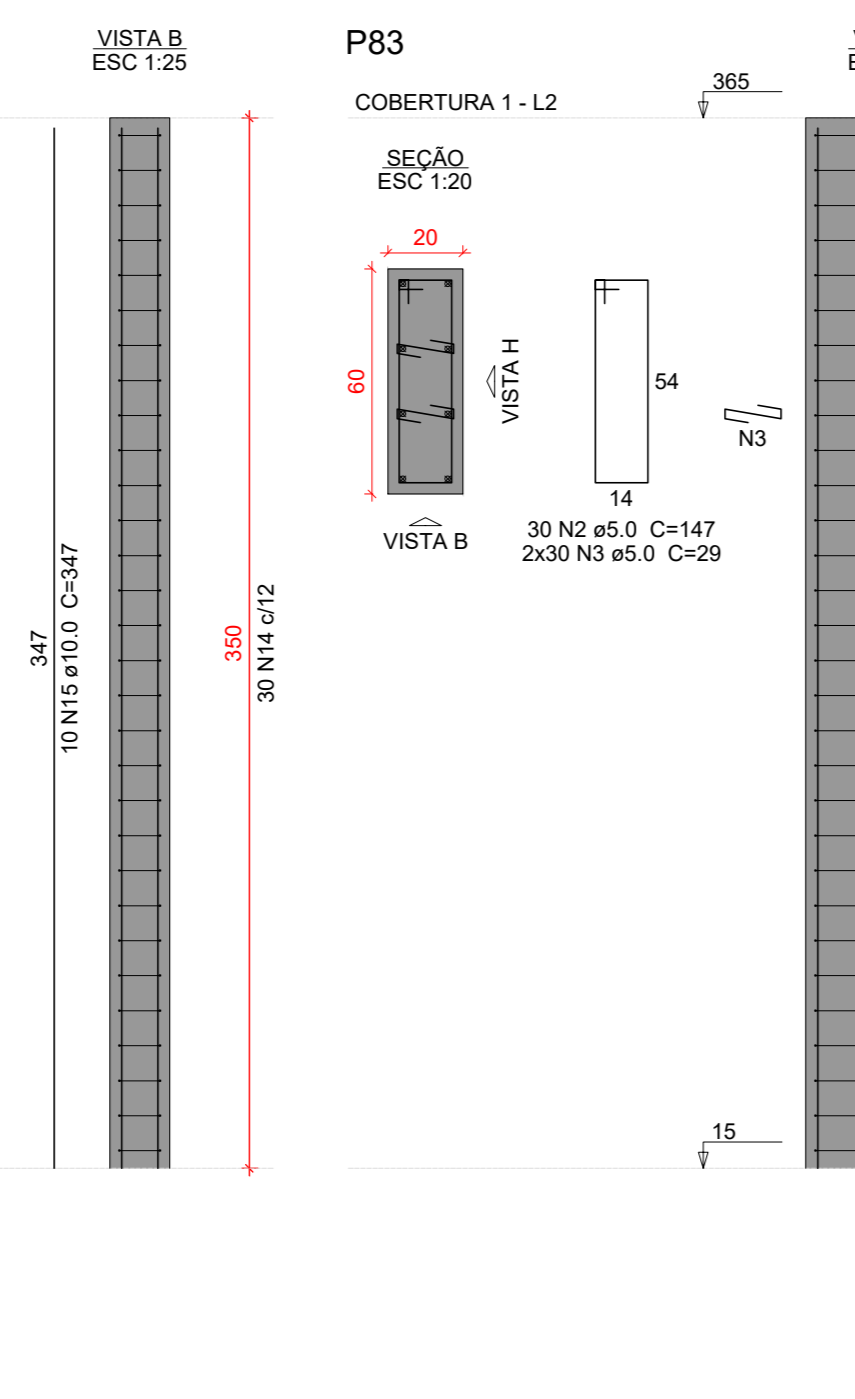 VISTA B
ESC 1:25
347
10 N15 ø10.0 C=347
350
30 N14 c/12
P83
COBERTURA 1 - L2
365
SEÇÃO
ESC 1:20
20
60
VISTA H
VISTA B
54
14
30 N2 ø5.0 C=147
2x30 N3 ø5.0 C=29
N3
15